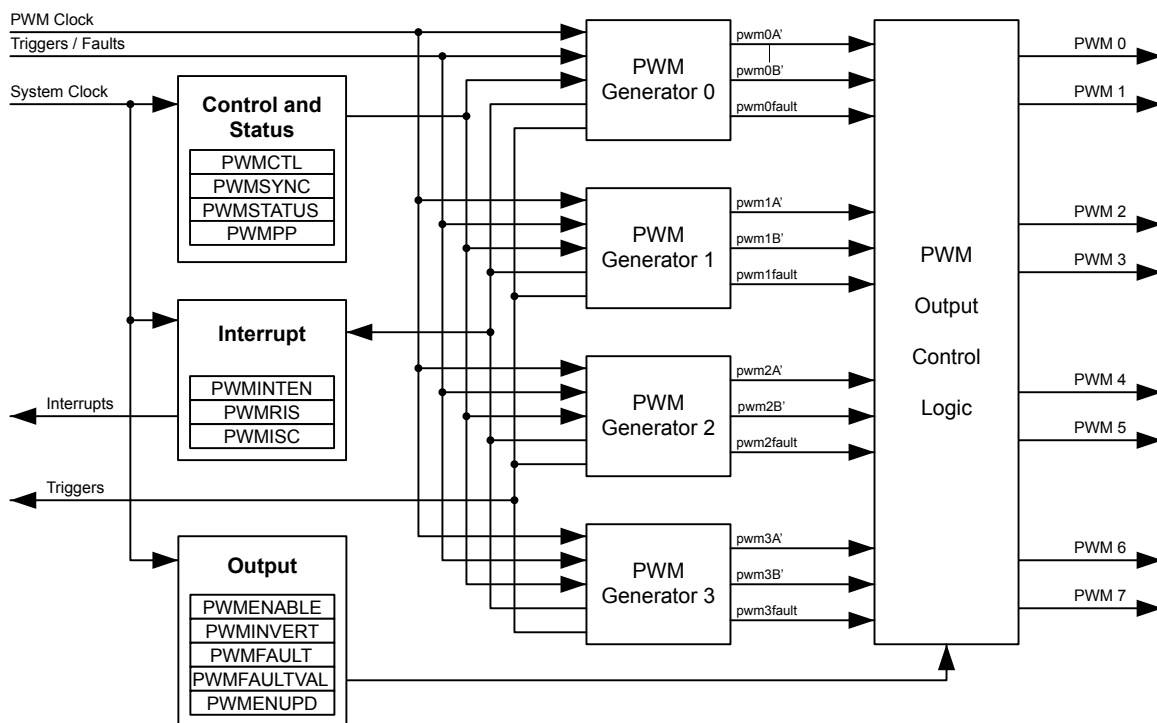 PWM Clock
Triggers / Faults
System Clock
Control and
Status
PWMCTL
PWMSYNC
PWMSTATUS
PWMPP
Interrupt
PWMINTEN
PWMRIS
PWMISC
Interrupts
Triggers
Output
PWMENABLE
PWMINVERT
PWMFAULT
PWMFAULTVAL
PWMENUPD
PWM
Generator 0
pwm0A'
pwm0B'
pwm0fault
PWM
Generator 1
pwm1A'
pwm1B'
pwm1fault
PWM
Generator 2
pwm2A'
pwm2B'
pwm2fault
PWM
Generator 3
pwm3A'
pwm3B'
pwm3fault
PWM
Output
Control
Logic
PWM 0
PWM 1
PWM 2
PWM 3
PWM 4
PWM 5
PWM 6
PWM 7